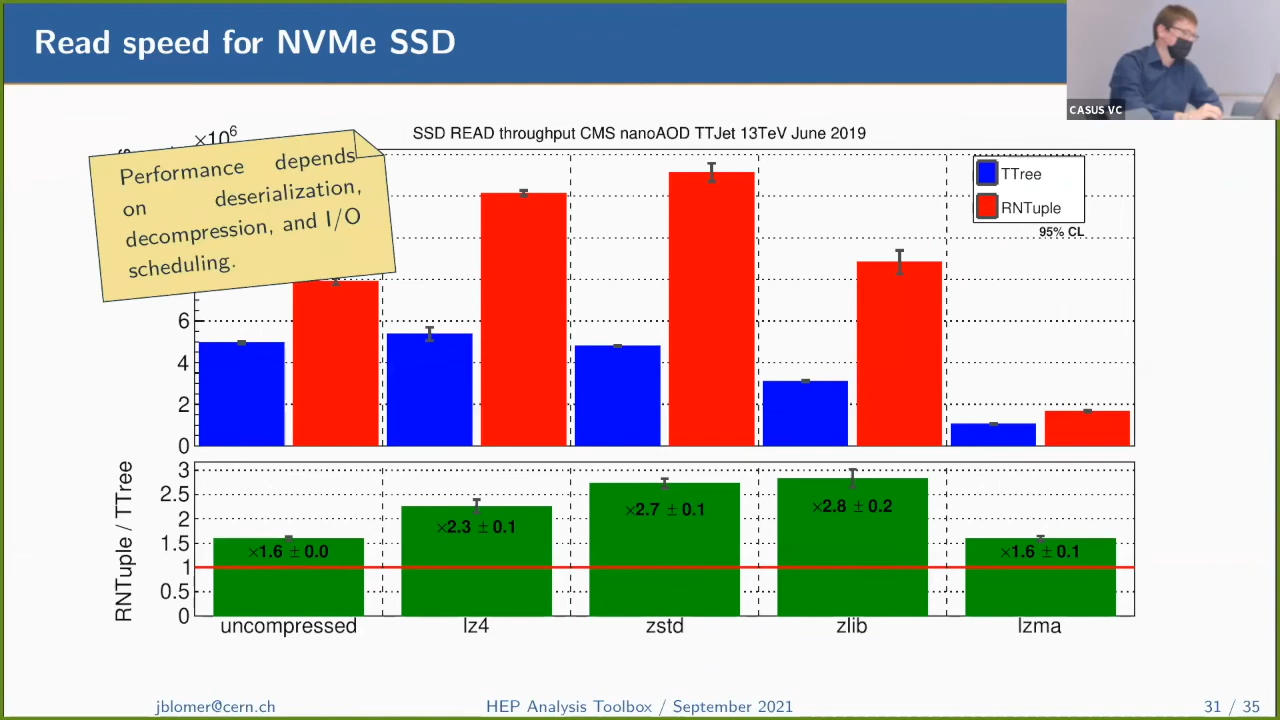 Read speed for NVMe SSD
CASUS VC
×10⁶
SSD READ throughput CMS nanoAOD TTJet 13TeV June 2019
Performance depends
on deserialization,
decompression, and I/O
scheduling.
TTree
RNTuple
95% CL
6
4
2
0
RNTuple / TTree
3
2.5
2
1.5
1
0.5
0
×1.6 ± 0.0
×2.3 ± 0.1
×2.7 ± 0.1
×2.8 ± 0.2
×1.6 ± 0.1
uncompressed
lz4
zstd
zlib
lzma
jblomer@cern.ch
HEP Analysis Toolbox / September 2021
31 / 35